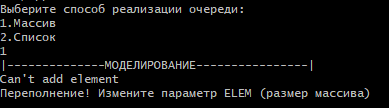 Выберите способ реализации очереди:
1.Массив
2.Список
1
|--------------МОДЕЛИРОВАНИЕ----------------|
Can't add element
Переполнение! Измените параметр ELEM (размер массива)